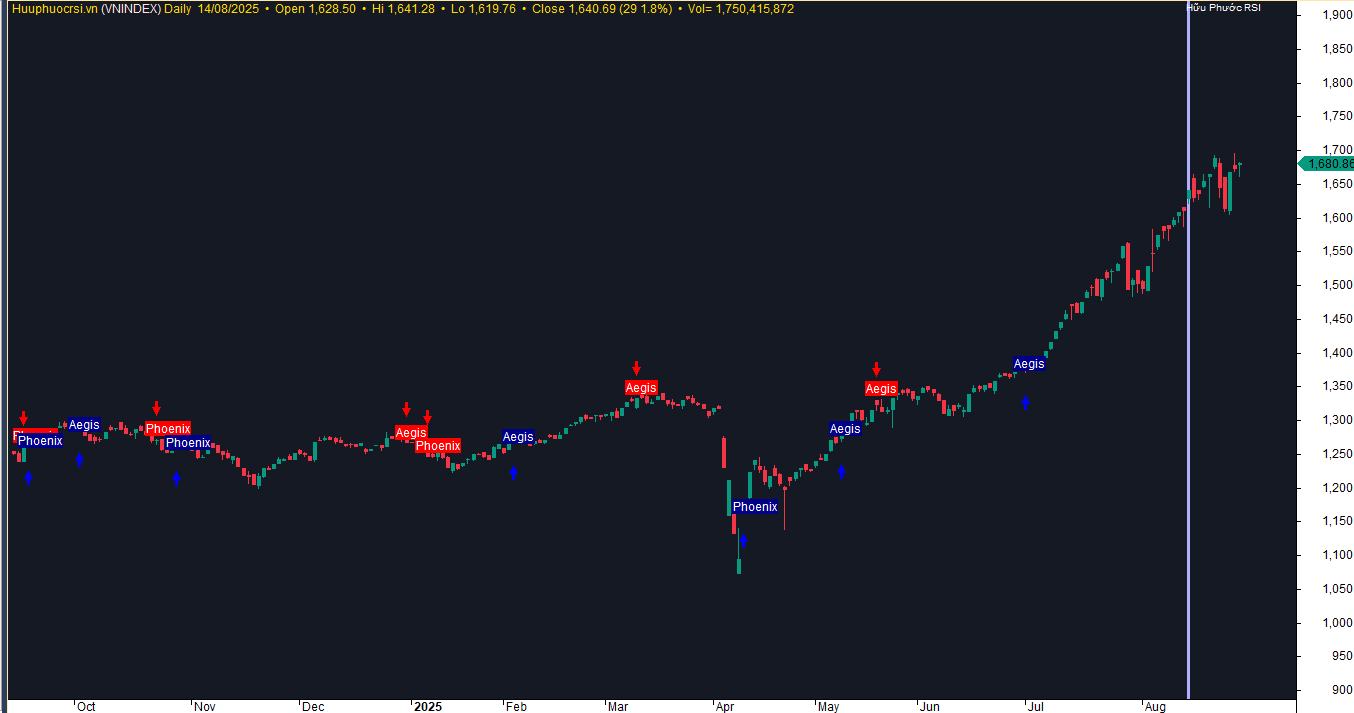 Huuphuocrsi.vn (VNINDEX) Daily 14/08/2025 • Open 1,628.50 • Hi 1,641.28 • Lo 1,619.76 • Close 1,640.69 (29 1.8%) • Vol= 1,750,415,872
Hữu Phước RSI
1,900
1,850
1,800
1,750
1,700
1,680.86
1,650
1,600
1,550
1,500
1,450
1,400
Aegis
1,350
Aegis
Aegis
1,300
Phoenix
Aegis
Phoenix
Phoenix
Aegis
Phoenix
Aegis
Aegis
1,250
1,200
Phoenix
1,150
1,100
1,050
1,000
950
900
Oct Nov Dec 2025 Feb Mar Apr May Jun Jul Aug